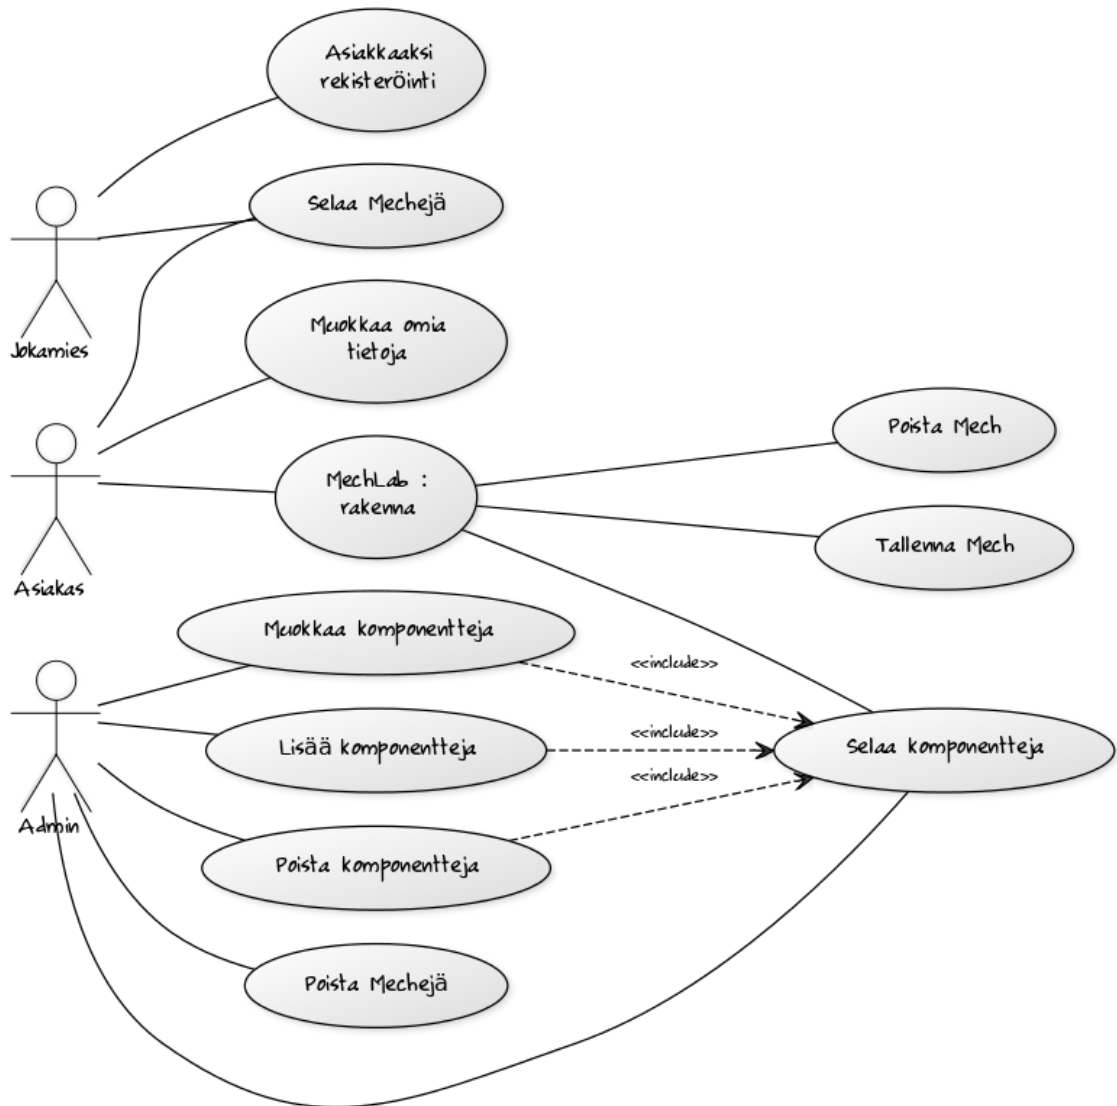 Asiakkaaksi
rekisteröinti
Selaa Mechejä
Jokamies
Muokkaa omia
tietoja
Poista Mech
MechLab :
rakenna
Tallenna Mech
Asiakas
Muokkaa komponentteja
<<include>>
Lisää komponentteja
<<include>>
Selaa komponentteja
<<include>>
Admin
Poista komponentteja
Poista Mechejä